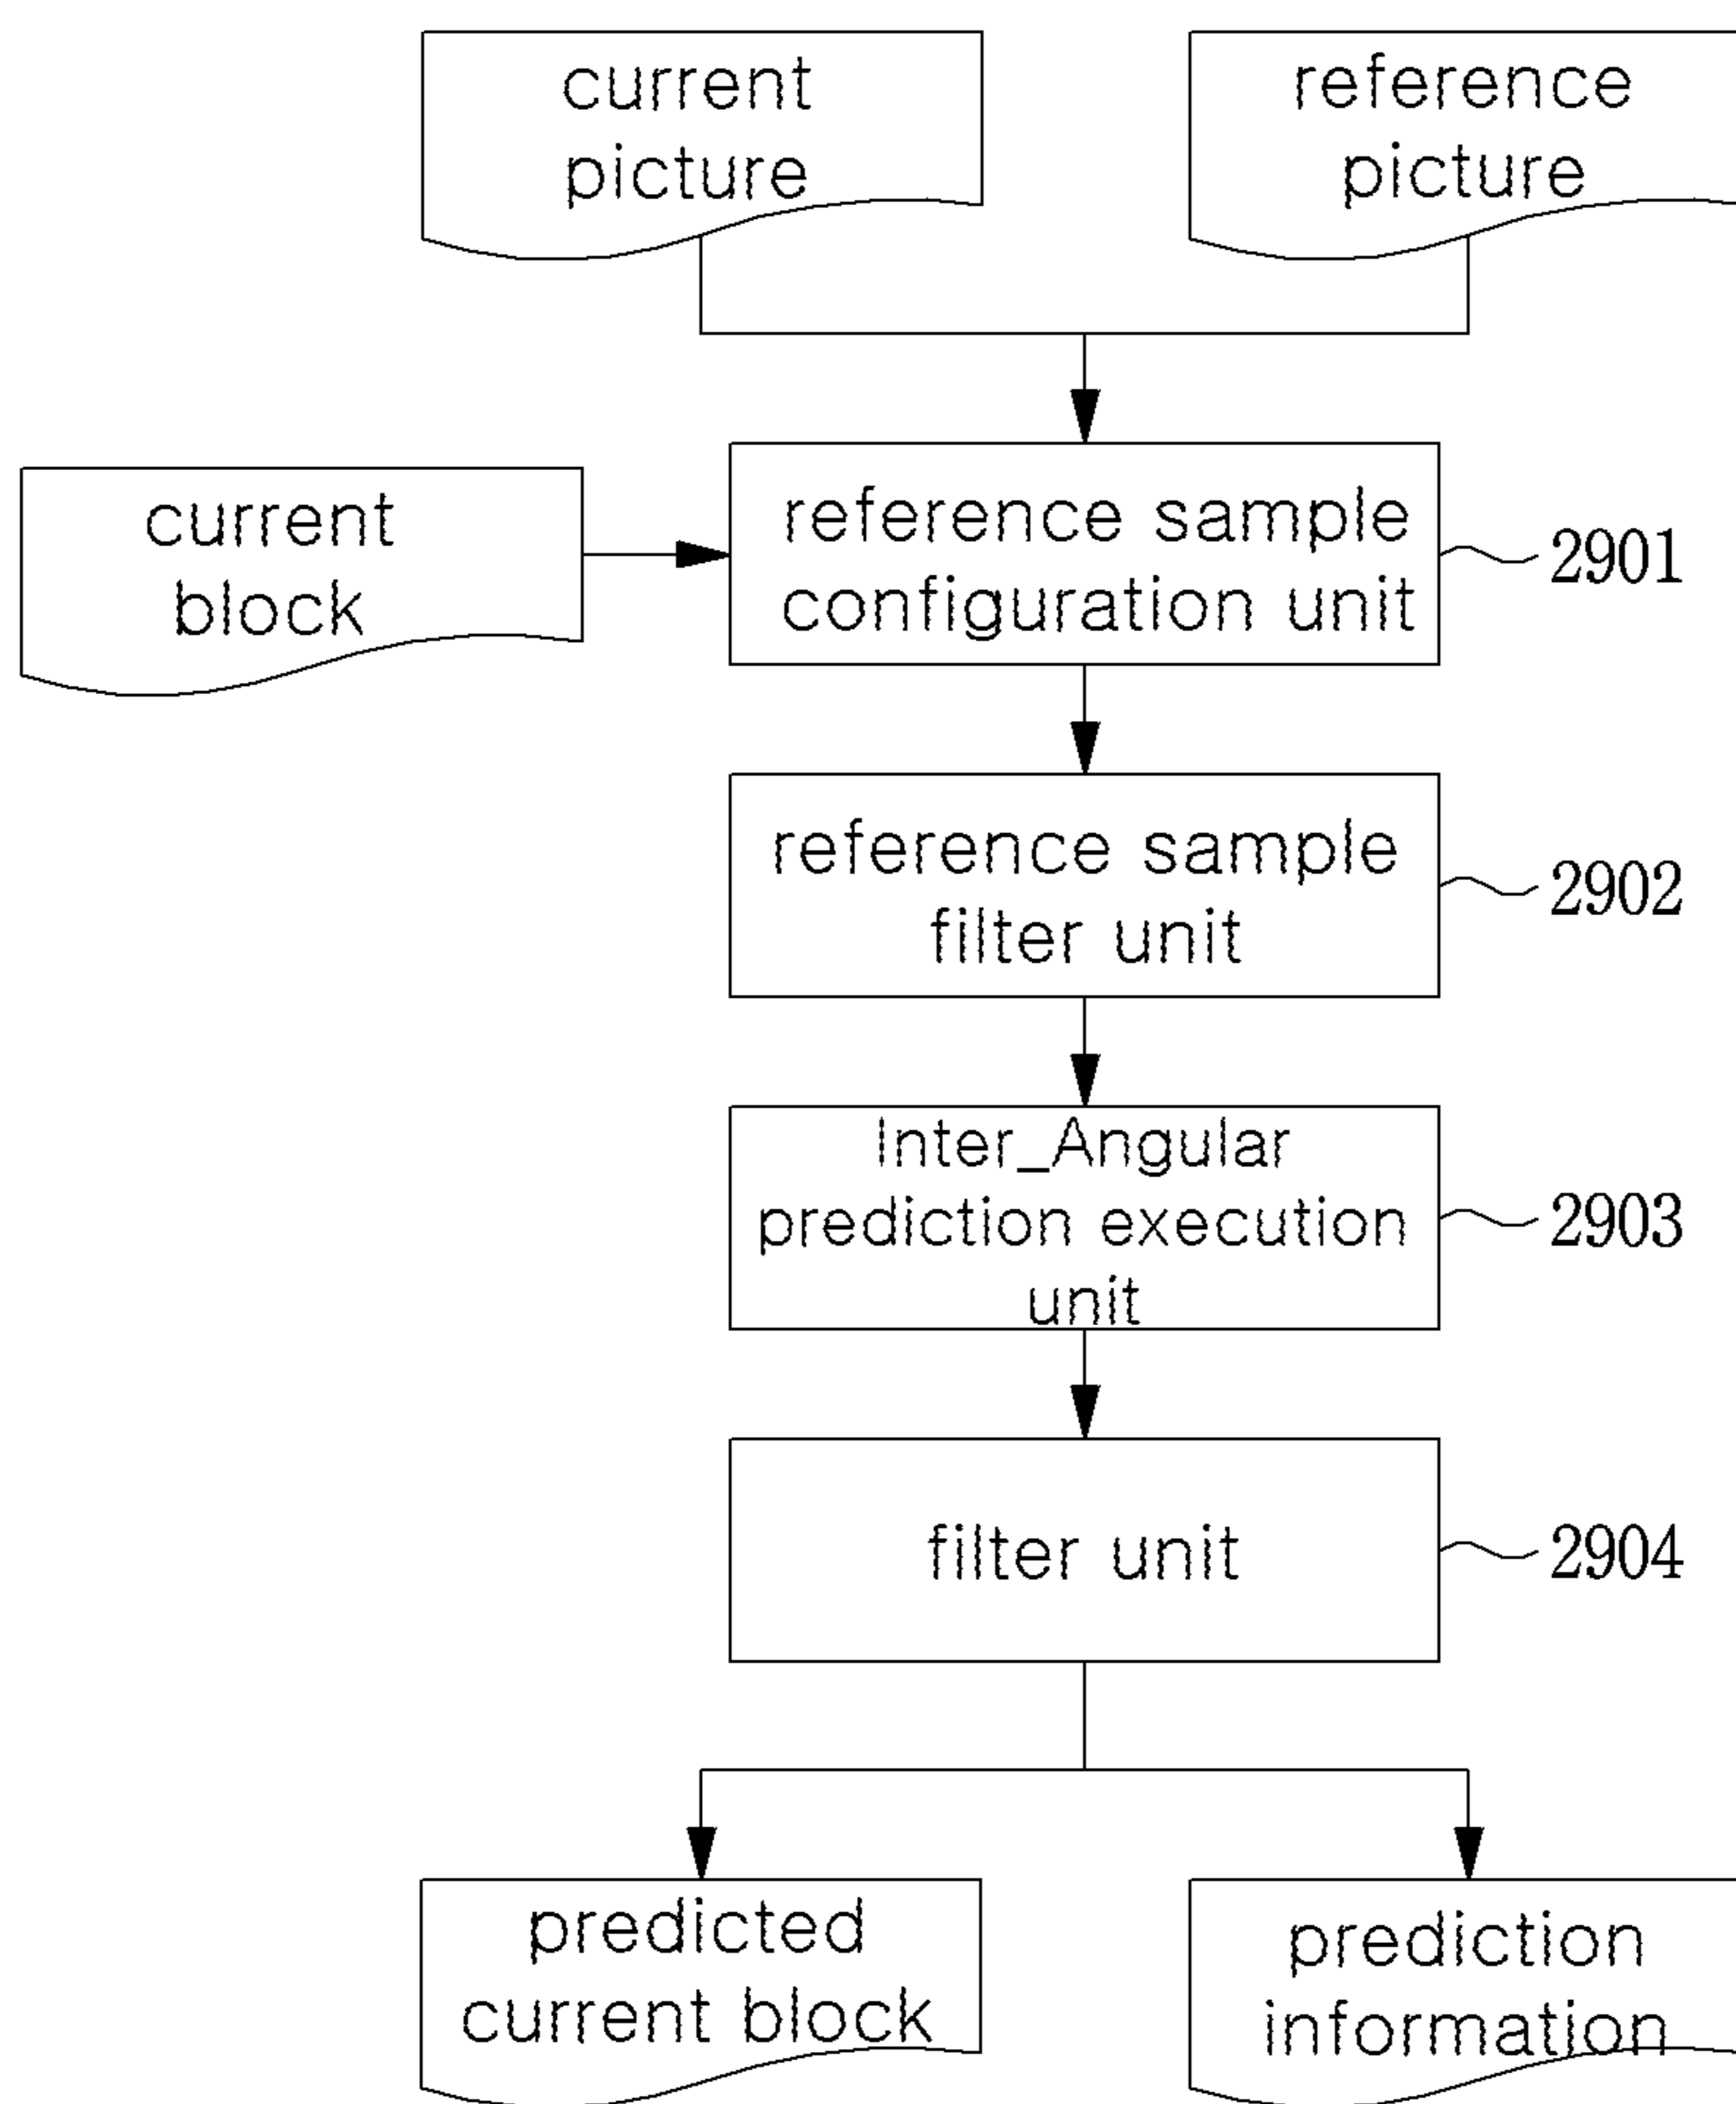 current
picture
reference
picture
current
block
reference sample
configuration unit
2901
reference sample
filter unit
2902
Inter_Angular
prediction execution
unit
2903
filter unit
2904
predicted
current block
prediction
information